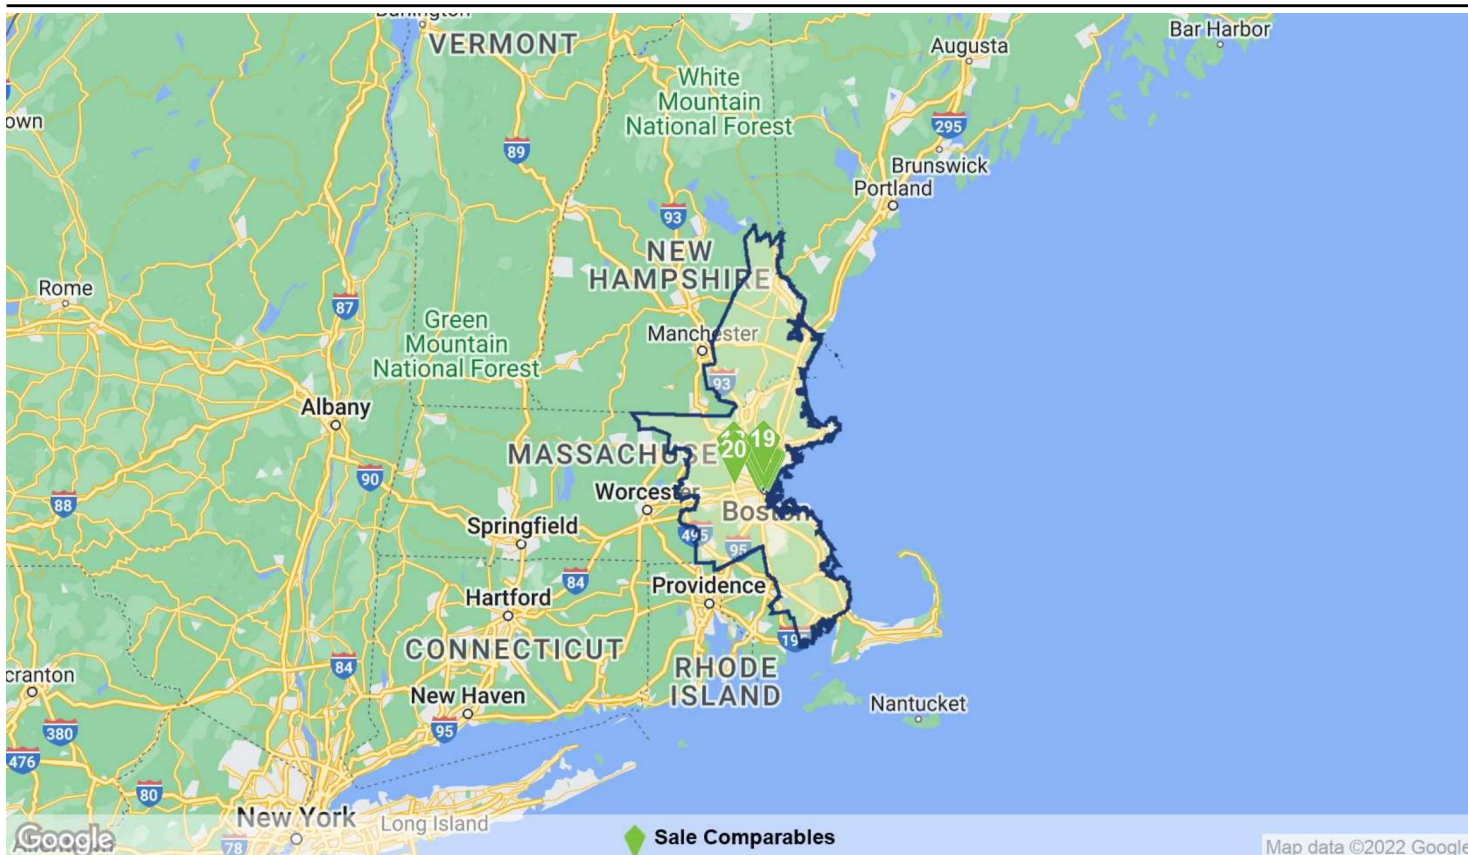 Burlington
VERMONT
Augusta
Bar Harbor
White
Mountain
National Forest
own
295
89
Brunswick
Portland
93
NEW
HAMPSHIRE
Rome
87
Green
Mountain
National Forest
Manchester
93
Albany
MASSACHUSE
19
20
90
88
Worcester
Springfield
Boston
495
95
84
Providence
Hartford
CONNECTICUT
19
84
RHODE
ISLAND
cranton
New Haven
95
Nantucket
380
476
80
New York
Long Island
78
Google
Sale Comparables
Map data ©2022 Google